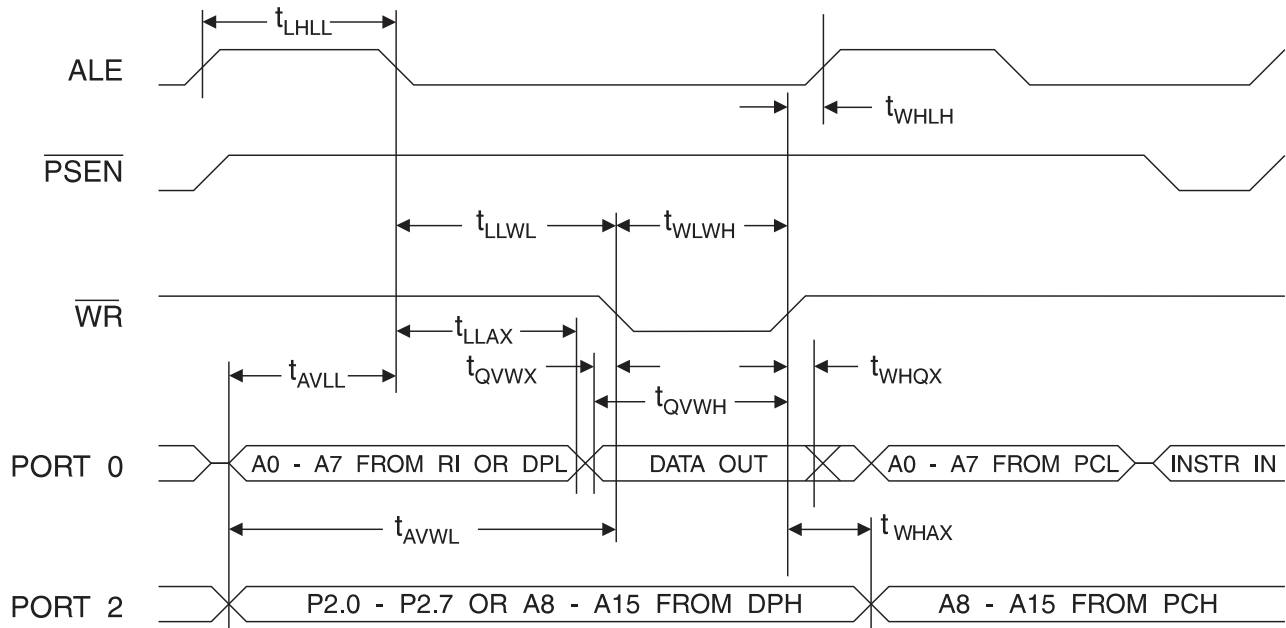 tLHLL
ALE
tWHLH
PSEN
tLLWL tWLWH
WR
tLLAX
tAVLL tQVWX tWHQX
tQVWH
PORT 0 A0 - A7 FROM RI OR DPL DATA OUT A0 - A7 FROM PCL INSTR IN
tAVWL tWHAX
PORT 2 P2.0 - P2.7 OR A8 - A15 FROM DPH A8 - A15 FROM PCH